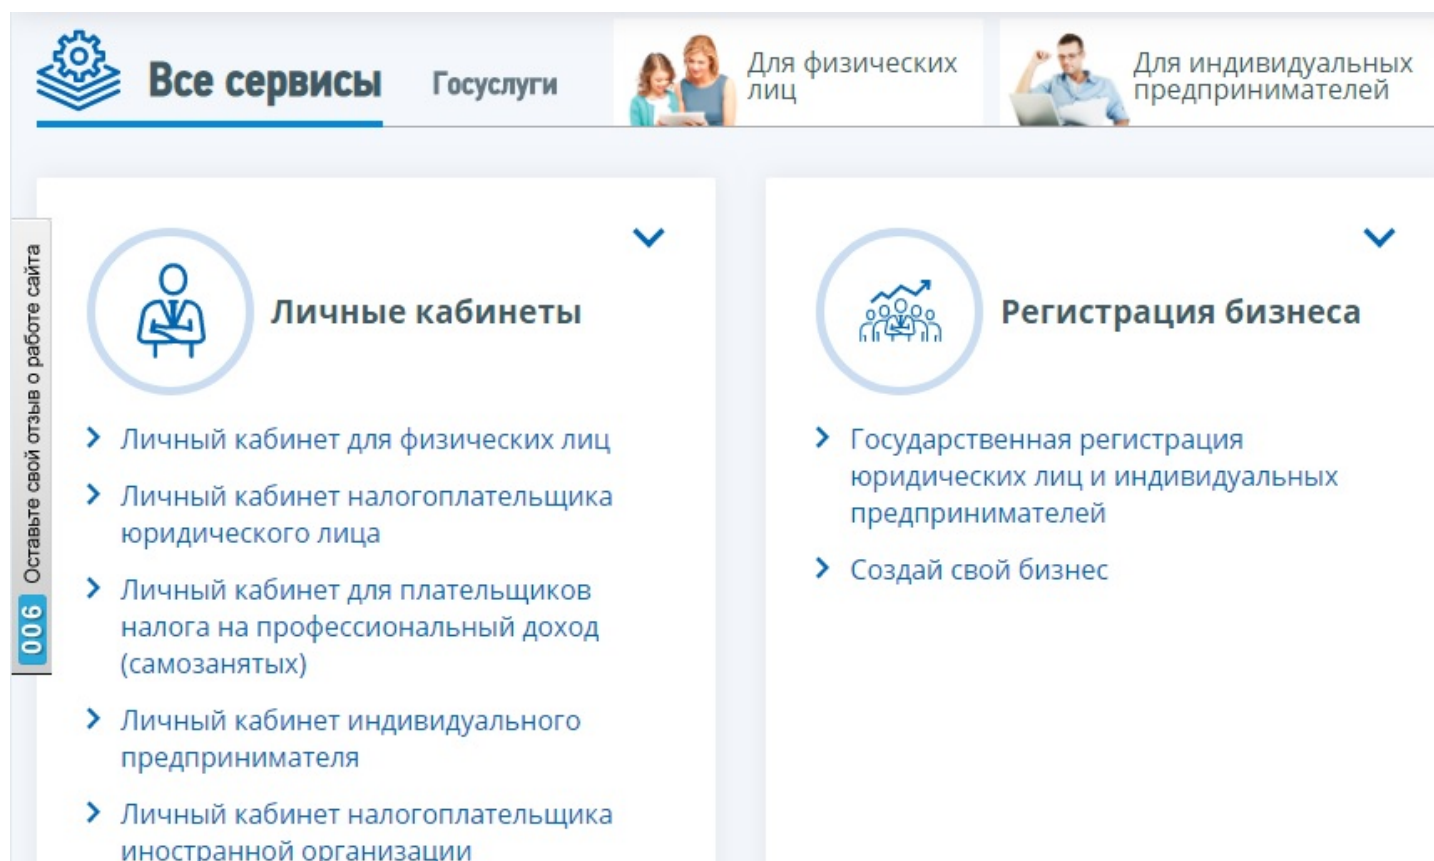 Все сервисы
Госуслуги
Для физических
лиц
Для индивидуальных
предпринимателей
Оставьте свой отзыв о работе сайта
006
Личные кабинеты
Личный кабинет для физических лиц
Личный кабинет налогоплательщика
юридического лица
Личный кабинет для плательщиков
налога на профессиональный доход
(самозанятых)
Личный кабинет индивидуального
предпринимателя
Личный кабинет налогоплательщика
иностранной организации
Регистрация бизнеса
Государственная регистрация
юридических лиц и индивидуальных
предпринимателей
Создай свой бизнес